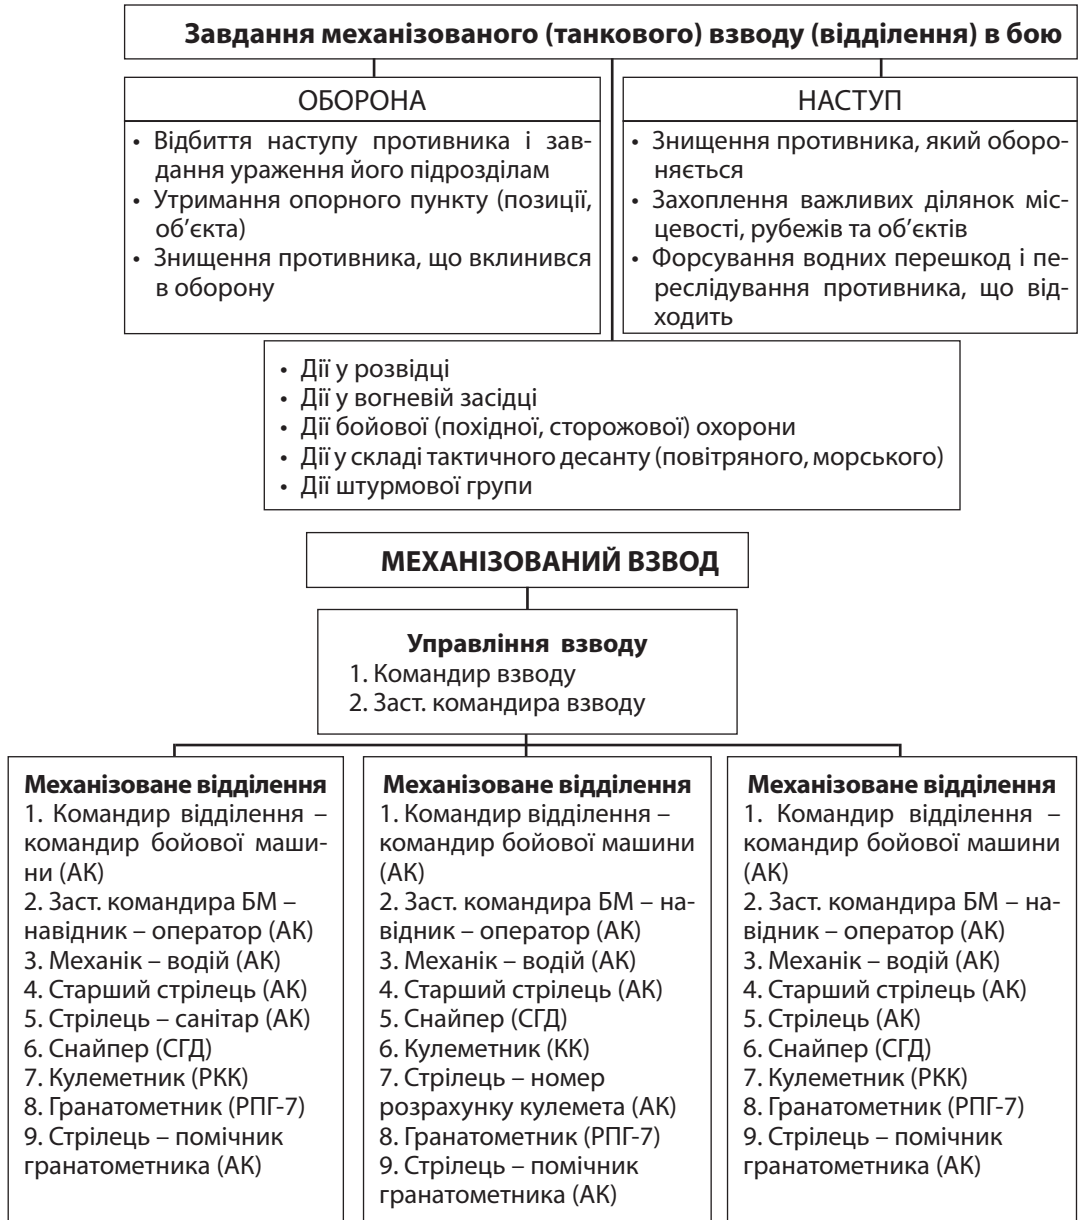 Завдання механізованого (танкового) взводу (відділення) в бою
ОБОРОНА
• Відбиття наступу противника і зав-
дання ураження його підрозділам
• Утримання опорного пункту (позиції,
об’єкта)
• Знищення противника, що вклинився
в оборону
НАСТУП
• Знищення противника, який оборо-
няється
• Захоплення важливих ділянок міс-
цевості, рубежів та об’єктів
• Форсування водних перешкод і пе-
реслідування противника, що від-
ходить
• Дії у розвідці
• Дії у вогневій засідці
• Дії бойової (похідної, сторожової) охорони
• Дії у складі тактичного десанту (повітряного, морського)
• Дії штурмової групи
МЕХАНІЗОВАНИЙ ВЗВОД
Управління взводу
1. Командир взводу
2. Заст. командира взводу
Механізоване відділення
1. Командир відділення –
командир бойової маши-
ни (АК)
2. Заст. командира БМ –
навідник – оператор (АК)
3. Механік – водій (АК)
4. Старший стрілець (АК)
5. Стрілець – санітар (АК)
6. Снайпер (СГД)
7. Кулеметник (РКК)
8. Гранатометник (РПГ-7)
9. Стрілець – помічник
гранатометника (АК)
Механізоване відділення
1. Командир відділення –
командир бойової машини
(АК)
2. Заст. командира БМ – на-
відник – оператор (АК)
3. Механік – водій (АК)
4. Старший стрілець (АК)
5. Снайпер (СГД)
6. Кулеметник (КК)
7. Стрілець – номер
розрахунку кулемета (АК)
8. Гранатометник (РПГ-7)
9. Стрілець – помічник
гранатометника (АК)
Механізоване відділення
1. Командир відділення –
командир бойової машини
(АК)
2. Заст. командира БМ – на-
відник – оператор (АК)
3. Механік – водій (АК)
4. Старший стрілець (АК)
5. Стрілець (АК)
6. Снайпер (СГД)
7. Кулеметник (РКК)
8. Гранатометник (РПГ-7)
9. Стрілець – помічник
гранатометника (АК)